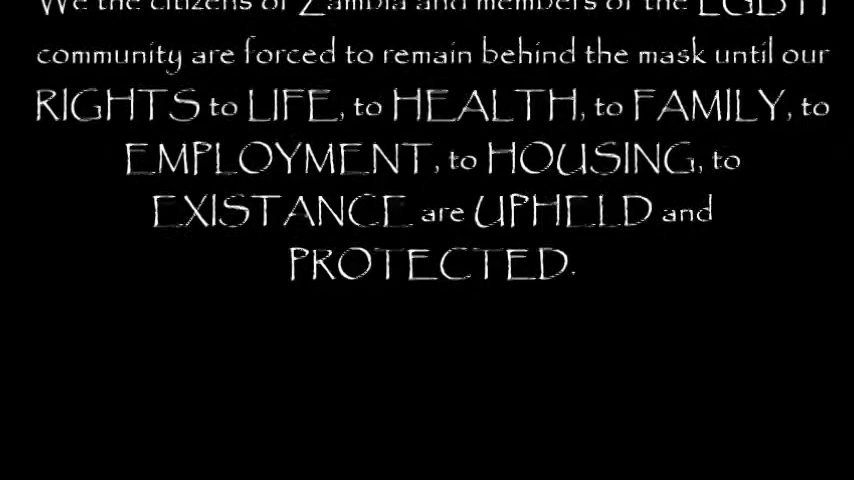 We the citizens of Zambia and members of the LGBTI
community are forced to remain behind the mask until our
RIGHTS to LIFE, to HEALTH, to FAMILY, to
EMPLOYMENT, to HOUSING, to
EXISTANCE are UPHELD and
PROTECTED.